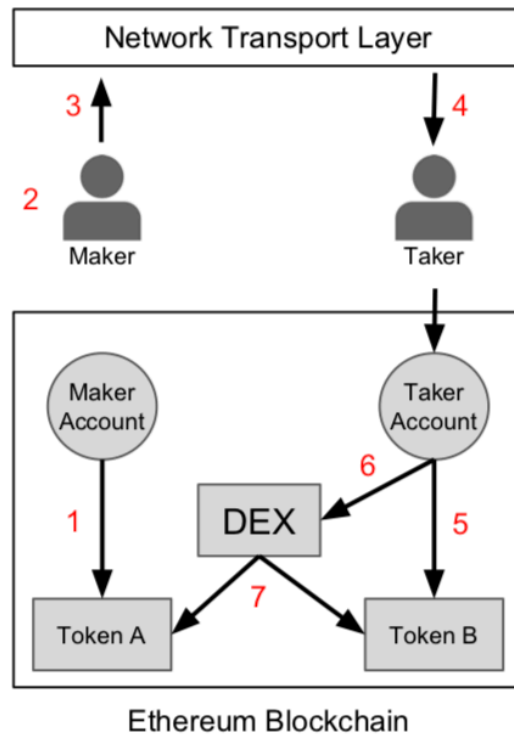 Network Transport Layer
3
4
2
Maker
Taker
Maker
Account
Taker
Account
6
1
DEX
5
7
Token A
Token B
Ethereum Blockchain